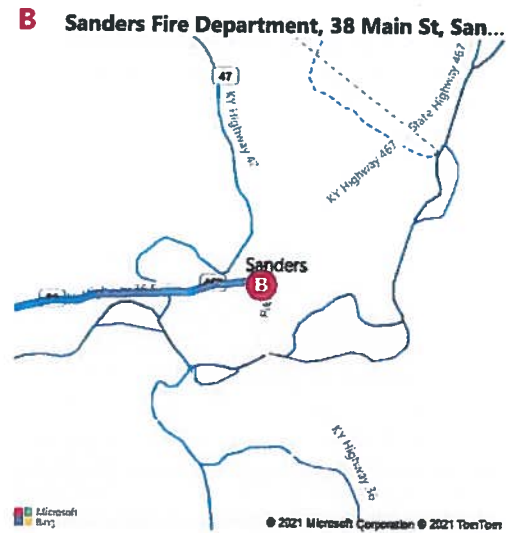 B Sanders Fire Department, 38 Main St, San...
47
KY Highway 47
State Highway 467
KY Highway 467
Sanders
B
KY Highway 36
Microsoft
Bing
© 2021 Microsoft Corporation © 2021 TomTom